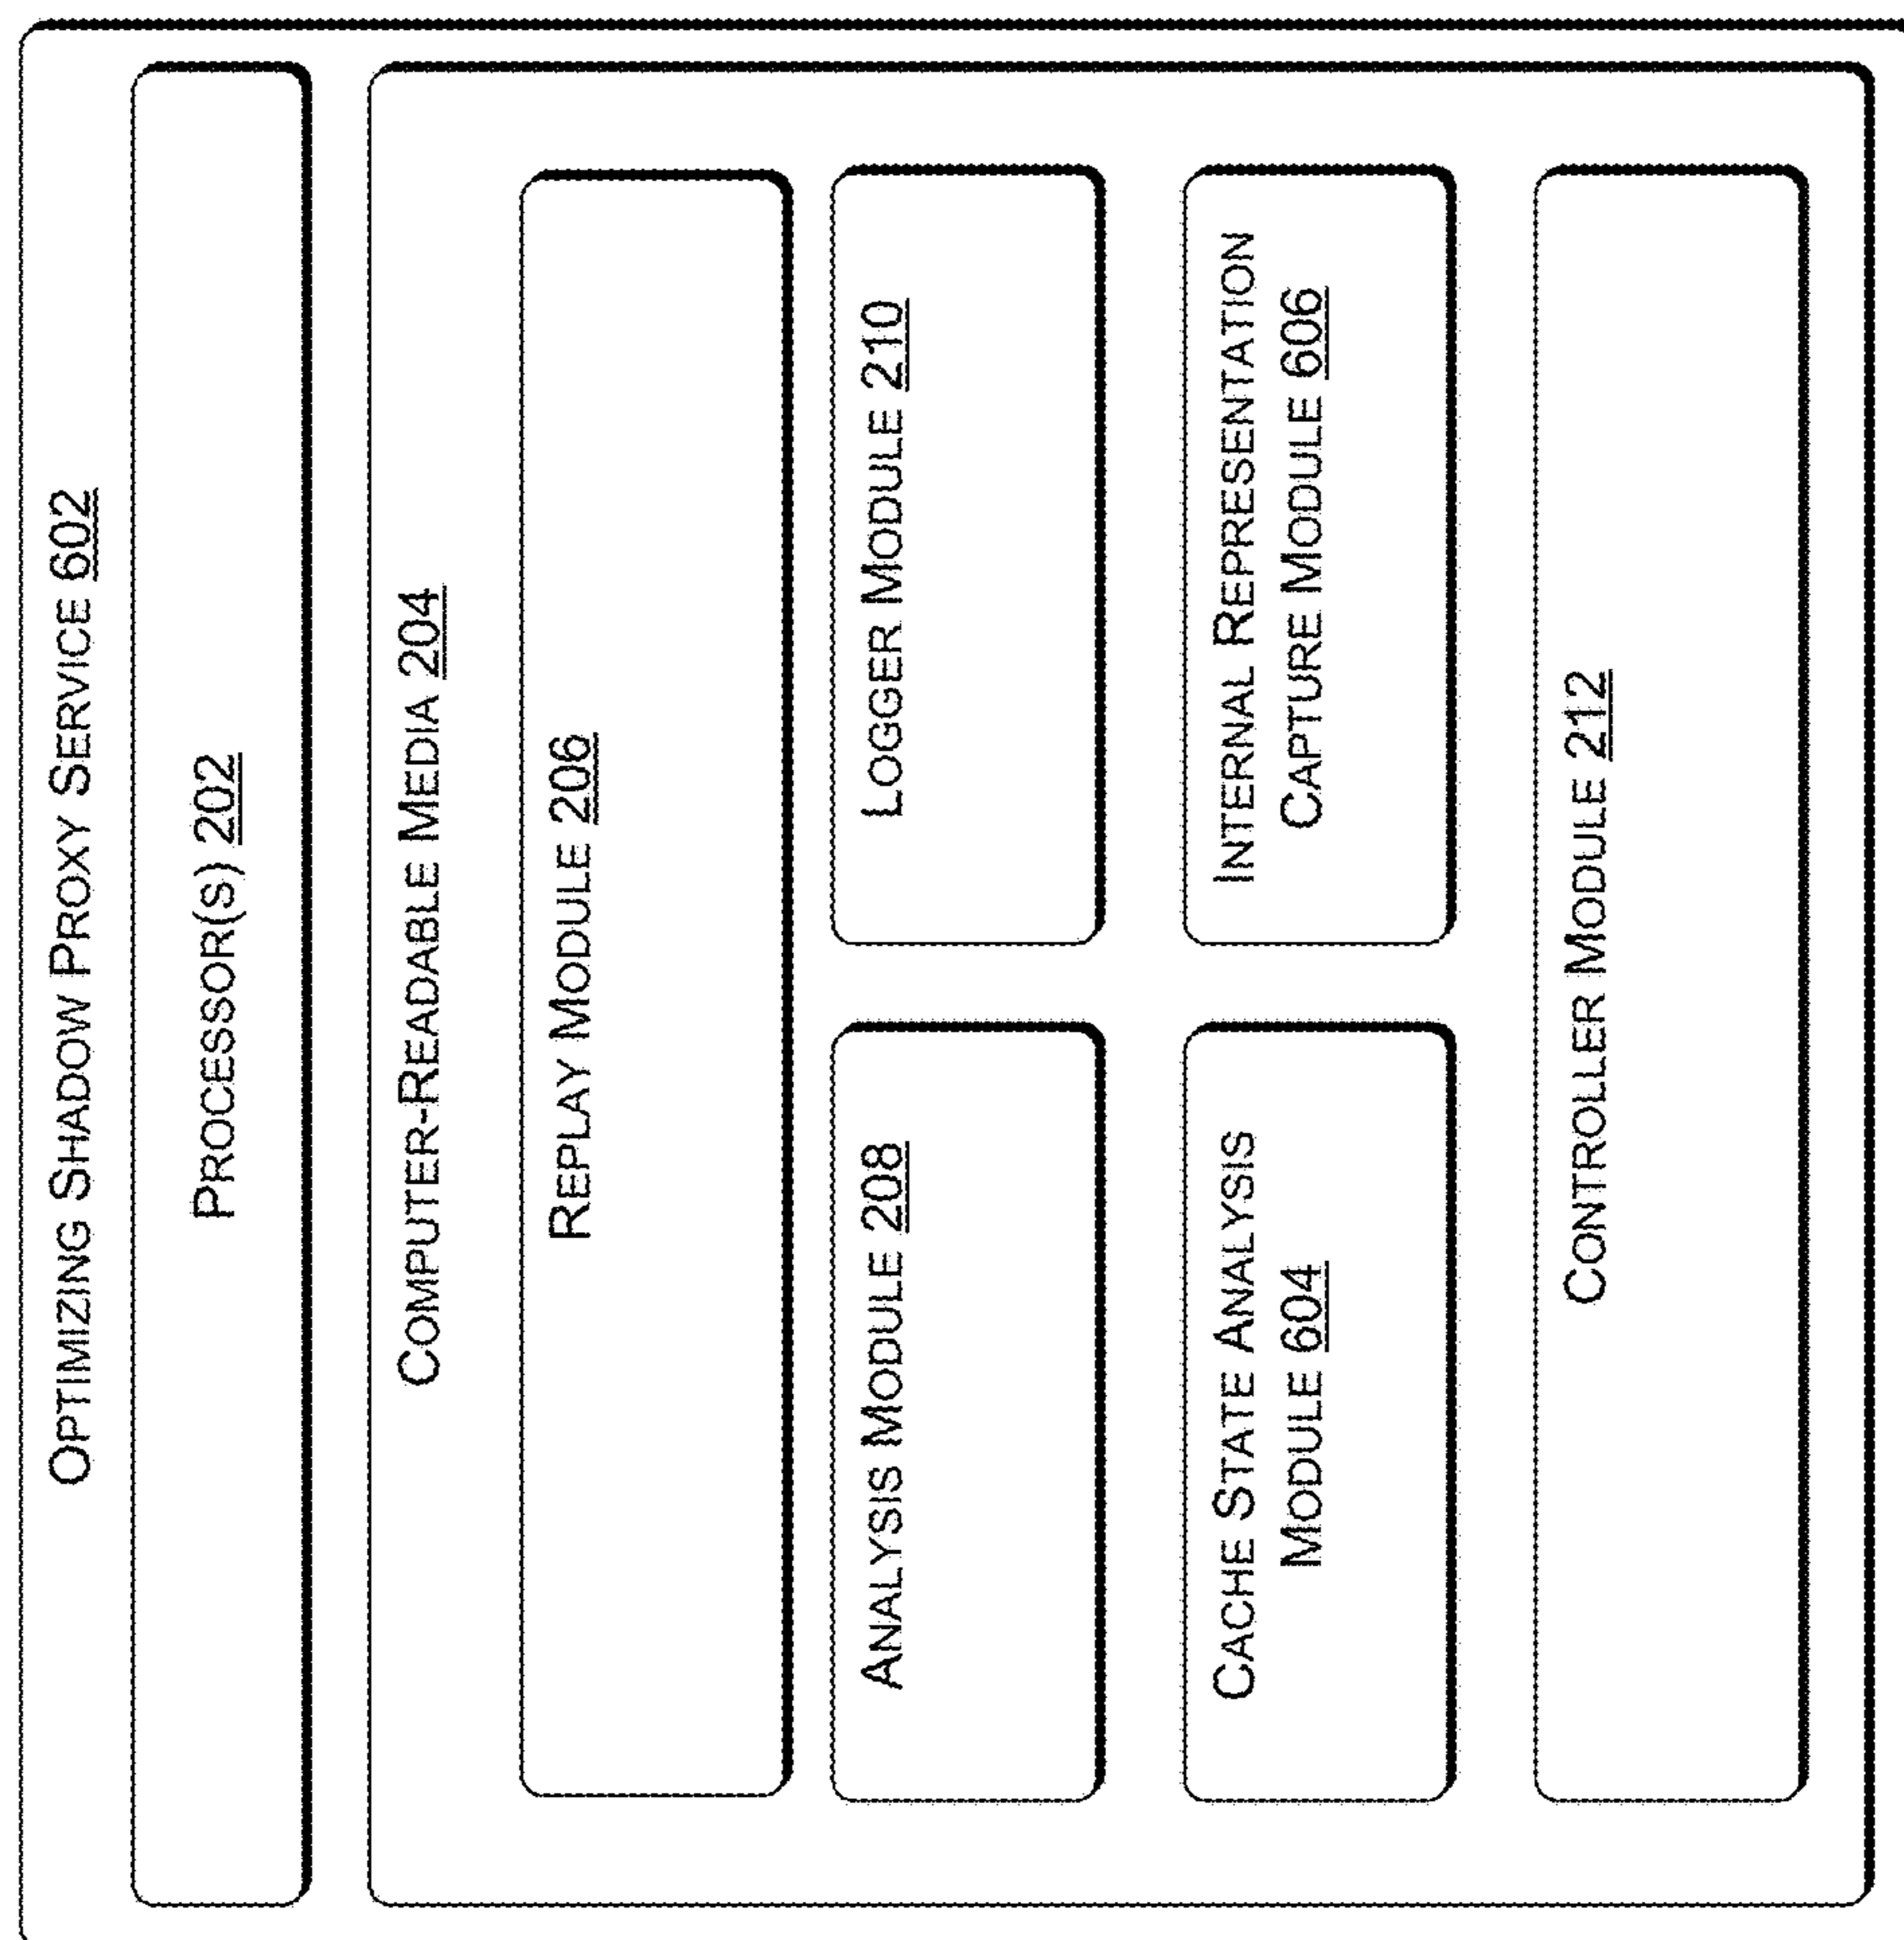 OPTIMIZING SHADOW PROXY SERVICE 602
PROCESSOR(S) 202
COMPUTER-READABLE MEDIA 204
REPLAY MODULE 206
ANALYSIS MODULE 208
LOGGER MODULE 210
CACHE STATE ANALYSIS
MODULE 604
INTERNAL REPRESENTATION
CAPTURE MODULE 606
CONTROLLER MODULE 212